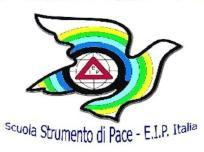 Scuola Strumento di Pace - E.I.P. Italia